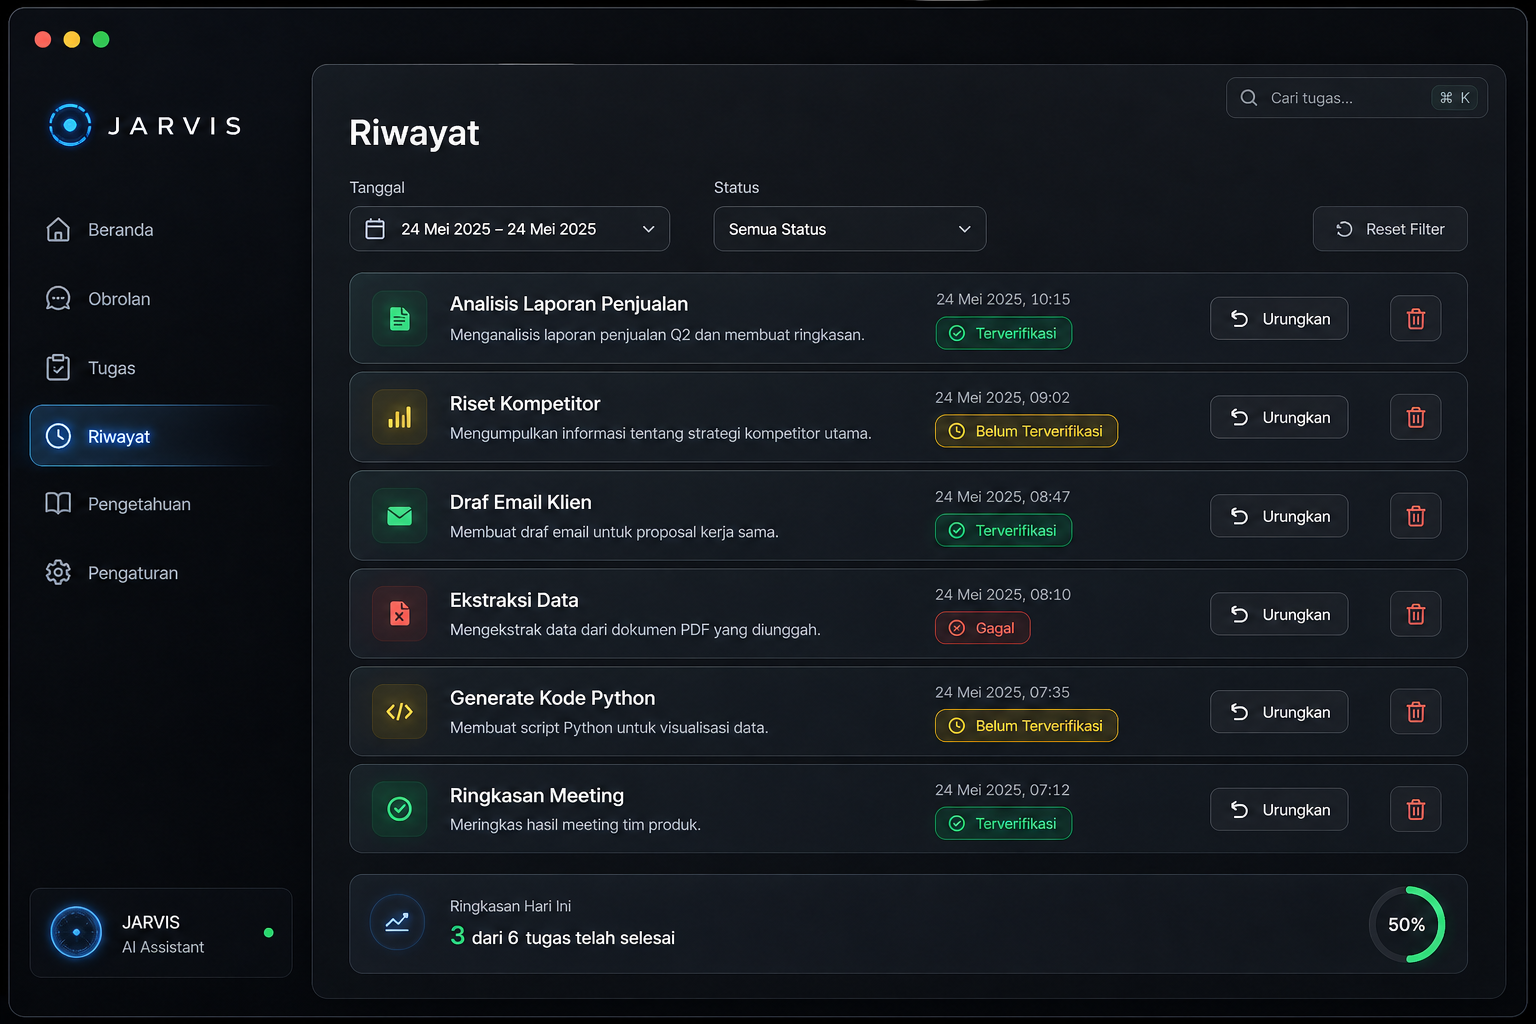 JARVIS
Beranda
Obrolan
Tugas
Riwayat
Pengetahuan
Pengaturan
JARVIS
AI Assistant
Cari tugas...
⌘ K
Riwayat
Tanggal
Status
24 Mei 2025 – 24 Mei 2025
Semua Status
Reset Filter
Analisis Laporan Penjualan
Menganalisis laporan penjualan Q2 dan membuat ringkasan.
24 Mei 2025, 10:15
Terverifikasi
Urungkan
Riset Kompetitor
Mengumpulkan informasi tentang strategi kompetitor utama.
24 Mei 2025, 09:02
Belum Terverifikasi
Urungkan
Draf Email Klien
Membuat draf email untuk proposal kerja sama.
24 Mei 2025, 08:47
Terverifikasi
Urungkan
Ekstraksi Data
Mengekstrak data dari dokumen PDF yang diunggah.
24 Mei 2025, 08:10
Gagal
Urungkan
Generate Kode Python
Membuat script Python untuk visualisasi data.
24 Mei 2025, 07:35
Belum Terverifikasi
Urungkan
Ringkasan Meeting
Meringkas hasil meeting tim produk.
24 Mei 2025, 07:12
Terverifikasi
Urungkan
Ringkasan Hari Ini
3 dari 6 tugas telah selesai
50%